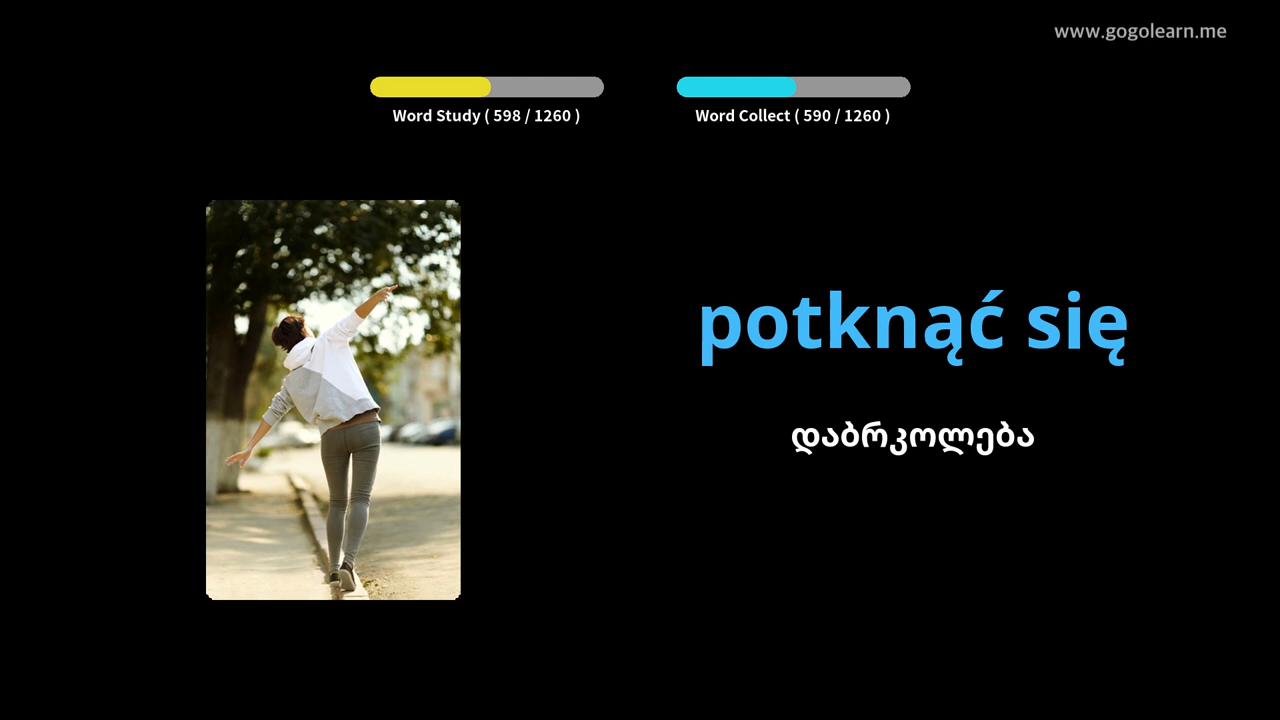 www.gogolearn.me
Word Study ( 598 / 1260 )
Word Collect ( 590 / 1260 )
potknąć się
დაბრკოლება